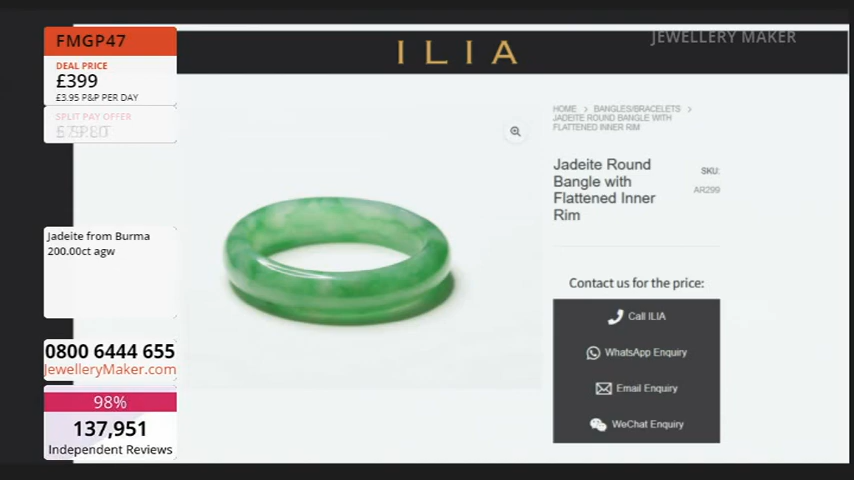 FMGP47
DEAL PRICE
£399
£3.95 P&P PER DAY
SPLIT PAY OFFER
Jadeite from Burma
200.00ct agw
0800 6444 655
JewelleryMaker.com
98%
137,951
Independent Reviews
ILIA
JEWELLERY MAKER
HOME > BANGLES/BRACELETS >
JADEITE ROUND BANGLE WITH
FLATTENED INNER RIM
Jadeite Round
Bangle with
Flattened Inner
Rim
SKU:
AR299
Contact us for the price:
Call ILIA
WhatsApp Enquiry
Email Enquiry
WeChat Enquiry